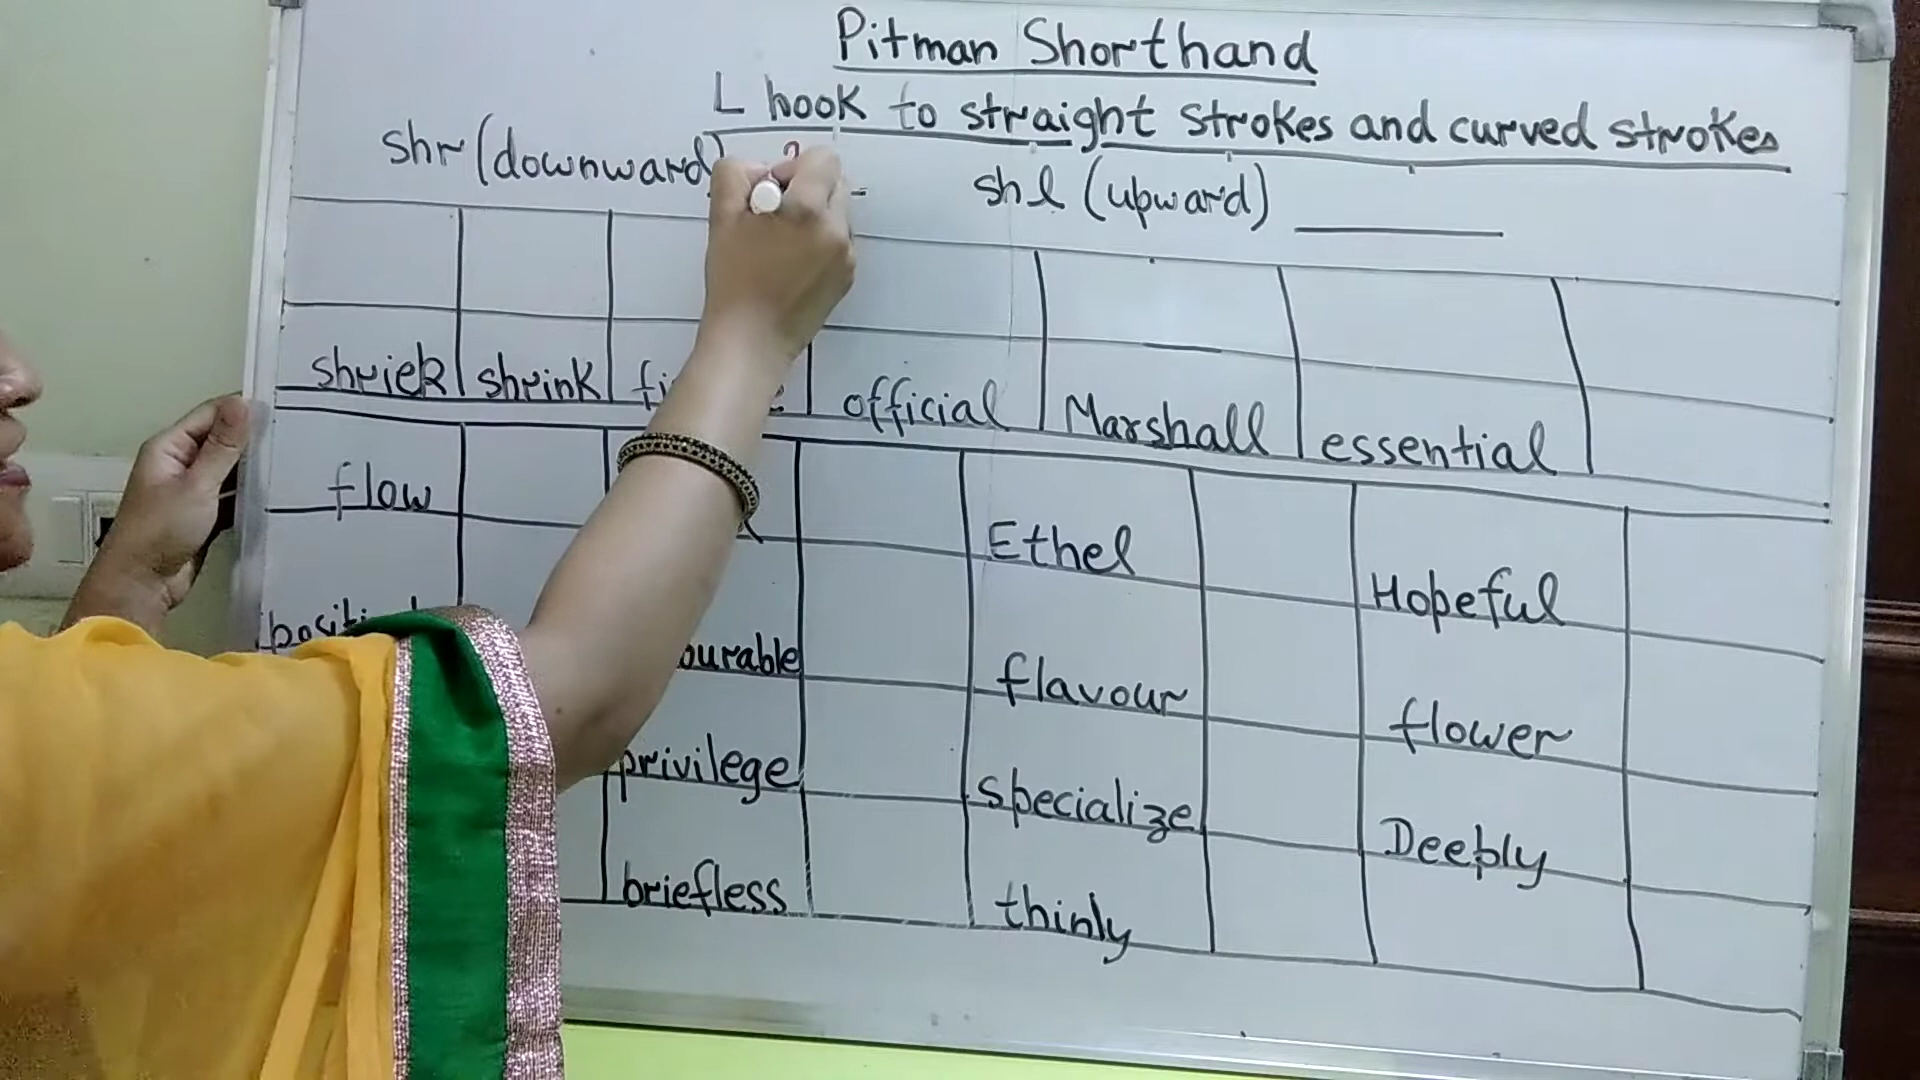 Pitman Shorthand
L hook to straight strokes and curved strokes
shr (downward) shl (upward)
shriek shrink official Marshall essential
flow Ethel Hopeful
flavour flower
privilege specialize Deeply
briefless thinly